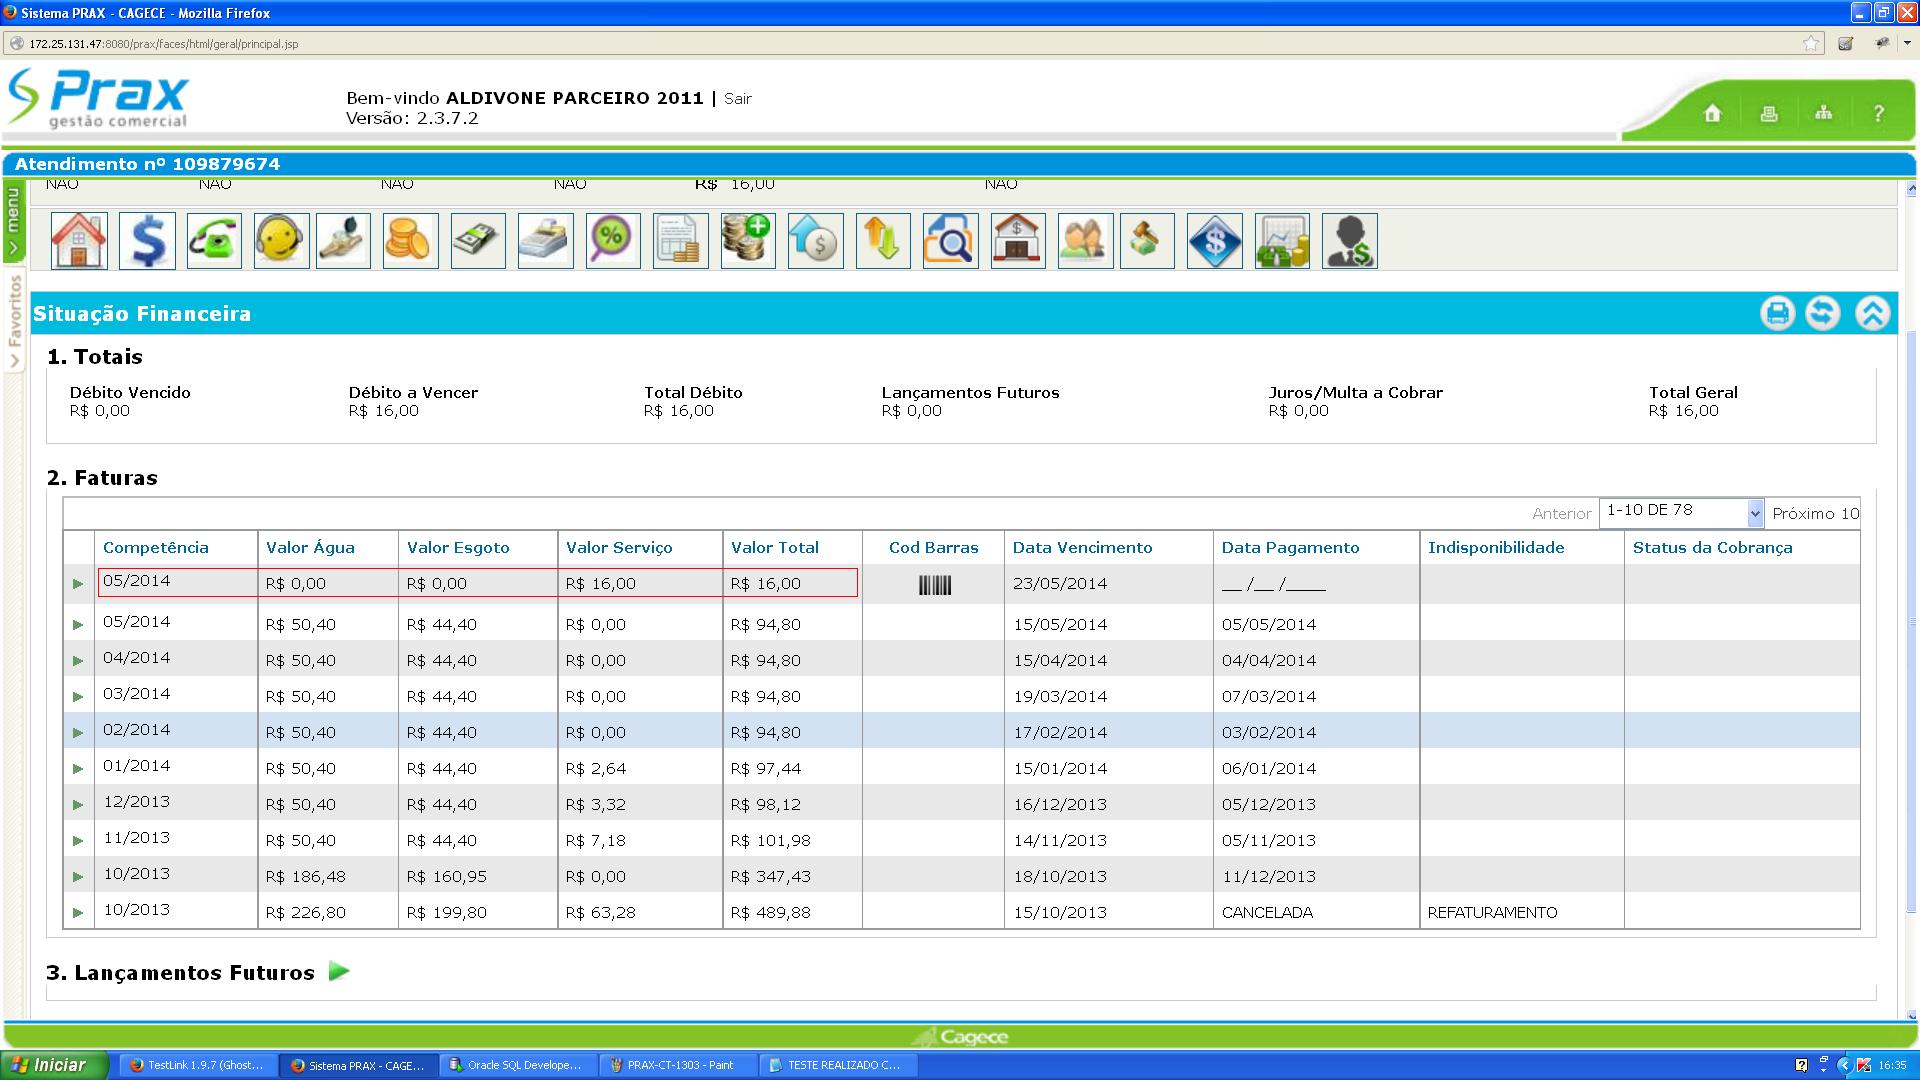 Sistema PRAX - CAGECE - Mozilla Firefox
172.25.131.47:8080/prax/faces/html/geral/principal.jsp
Prax
gestão comercial
Bem-vindo ALDIVONE PARCEIRO 2011 | Sair
Versão: 2.3.7.2
?
Atendimento nº 109879674
NAO NAO NAO NAO R$ 16,00 NAO
menu
Favoritos
Situação Financeira
1. Totais
Débito Vencido Débito a Vencer Total Débito Lançamentos Futuros Juros/Multa a Cobrar Total Geral
R$ 0,00 R$ 16,00 R$ 16,00 R$ 0,00 R$ 0,00 R$ 16,00
2. Faturas
Anterior 1-10 DE 78 Próximo 10
Competência Valor Água Valor Esgoto Valor Serviço Valor Total Cod Barras Data Vencimento Data Pagamento Indisponibilidade Status da Cobrança
05/2014 R$ 0,00 R$ 0,00 R$ 16,00 R$ 16,00 23/05/2014 __ /__ /____
05/2014 R$ 50,40 R$ 44,40 R$ 0,00 R$ 94,80 15/05/2014 05/05/2014
04/2014 R$ 50,40 R$ 44,40 R$ 0,00 R$ 94,80 15/04/2014 04/04/2014
03/2014 R$ 50,40 R$ 44,40 R$ 0,00 R$ 94,80 19/03/2014 07/03/2014
02/2014 R$ 50,40 R$ 44,40 R$ 0,00 R$ 94,80 17/02/2014 03/02/2014
01/2014 R$ 50,40 R$ 44,40 R$ 2,64 R$ 97,44 15/01/2014 06/01/2014
12/2013 R$ 50,40 R$ 44,40 R$ 3,32 R$ 98,12 16/12/2013 05/12/2013
11/2013 R$ 50,40 R$ 44,40 R$ 7,18 R$ 101,98 14/11/2013 05/11/2013
10/2013 R$ 186,48 R$ 160,95 R$ 0,00 R$ 347,43 18/10/2013 11/12/2013
10/2013 R$ 226,80 R$ 199,80 R$ 63,28 R$ 489,88 15/10/2013 CANCELADA REFATURAMENTO
3. Lançamentos Futuros
Cagece
Iniciar TestLink 1.9.7 (Ghost... Sistema PRAX - CAGE... Oracle SQL Develope... PRAX-CT-1303 - Paint TESTE REALIZADO C... 16:35